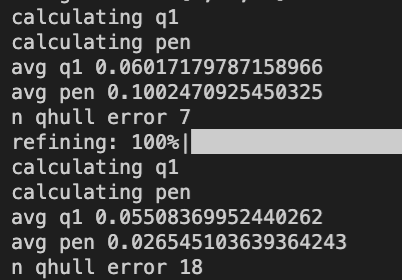 calculating q1
calculating pen
avg q1 0.06017179787158966
avg pen 0.1002470925450325
n qhull error 7
refining: 100%|
calculating q1
calculating pen
avg q1 0.05508369952440262
avg pen 0.026545103639364243
n qhull error 18